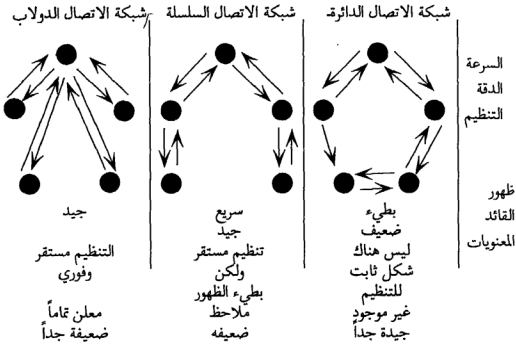 شبكة الاتصال الدائرة-
شبكة الاتصال السلسلة
شبكة الاتصال الدولاب
السرعة
الدقة
التنظيم
ظهور
القائد
المعنويات
بطيء
ضعيف
ليس هناك
شكل ثابت
للتنظيم
غير موجود
جيدة جداً
سريع
جيد
تنظيم مستقر
ولكن
بطيء الظهور
ملاحظ
ضعيفه
جيد
التنظيم مستقر
وفوري
معلن تماماً
ضعيفة جداً